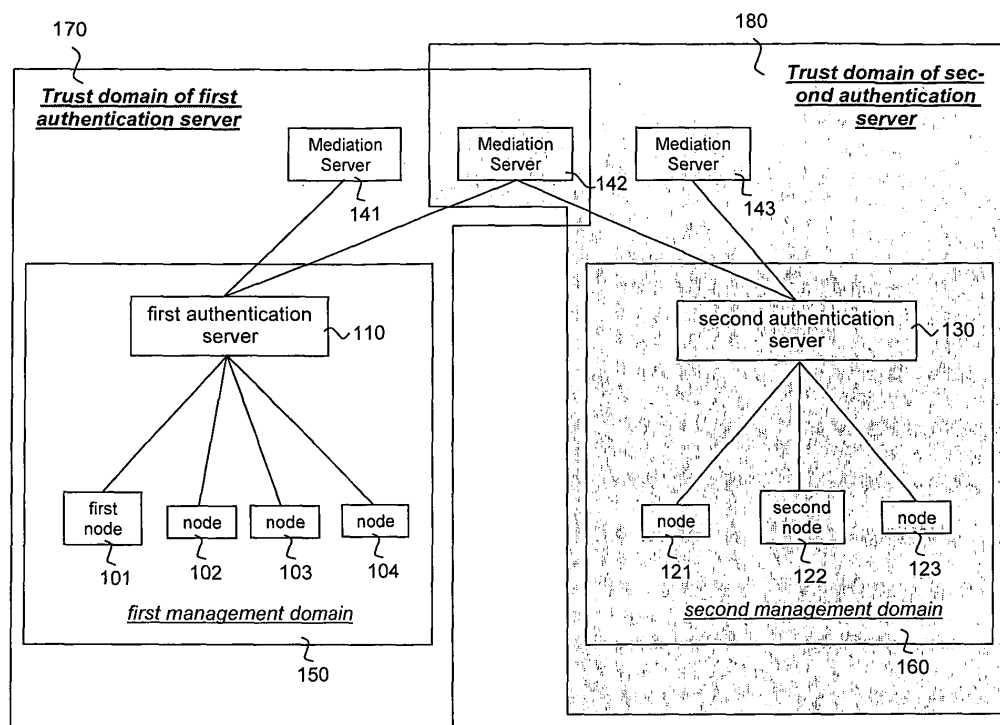 170
180
Trust domain of first
authentication server
Trust domain of sec-
ond authentication
server
Mediation
Server
141
Mediation
Server
142
Mediation
Server
143
first authentication
server
110
second authentication
server
130
first
node
101
node
102
node
103
node
104
node
121
second
node
122
node
123
first management domain
150
second management domain
160